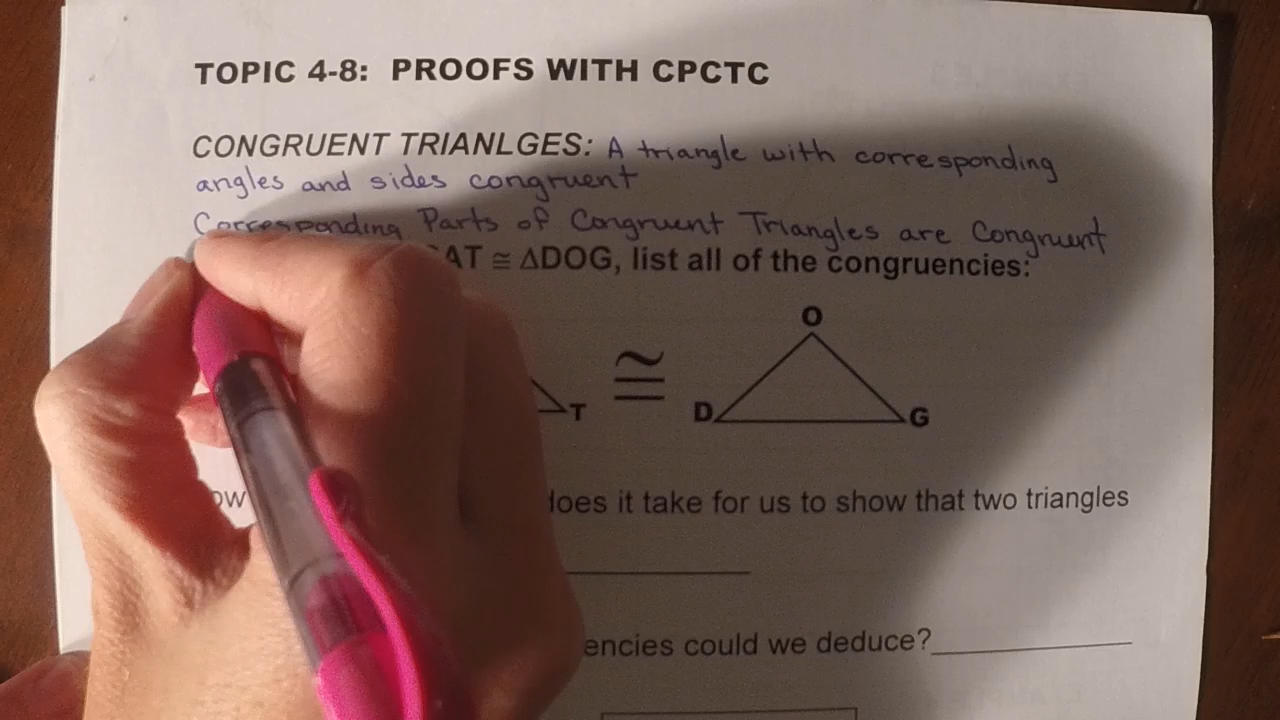 TOPIC 4-8: PROOFS WITH CPCTC
CONGRUENT TRIANLGES: A triangle with corresponding
angles and sides congruent
Corresponding Parts of Congruent Triangles are Congruent
AT ≅ ΔDOG, list all of the congruencies:
O
≅
T
D
G
does it take for us to show that two triangles
encies could we deduce?